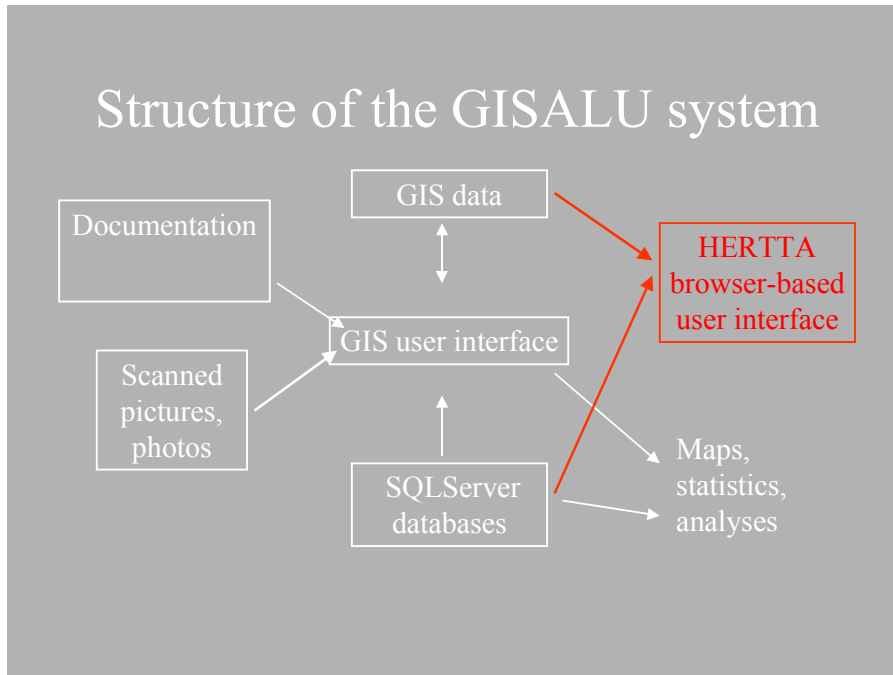 Structure of the GISALU system
GIS data
Documentation
HERTTA
browser-based
user interface
GIS user interface
Scanned
pictures,
photos
Maps,
statistics,
analyses
SQLServer
databases